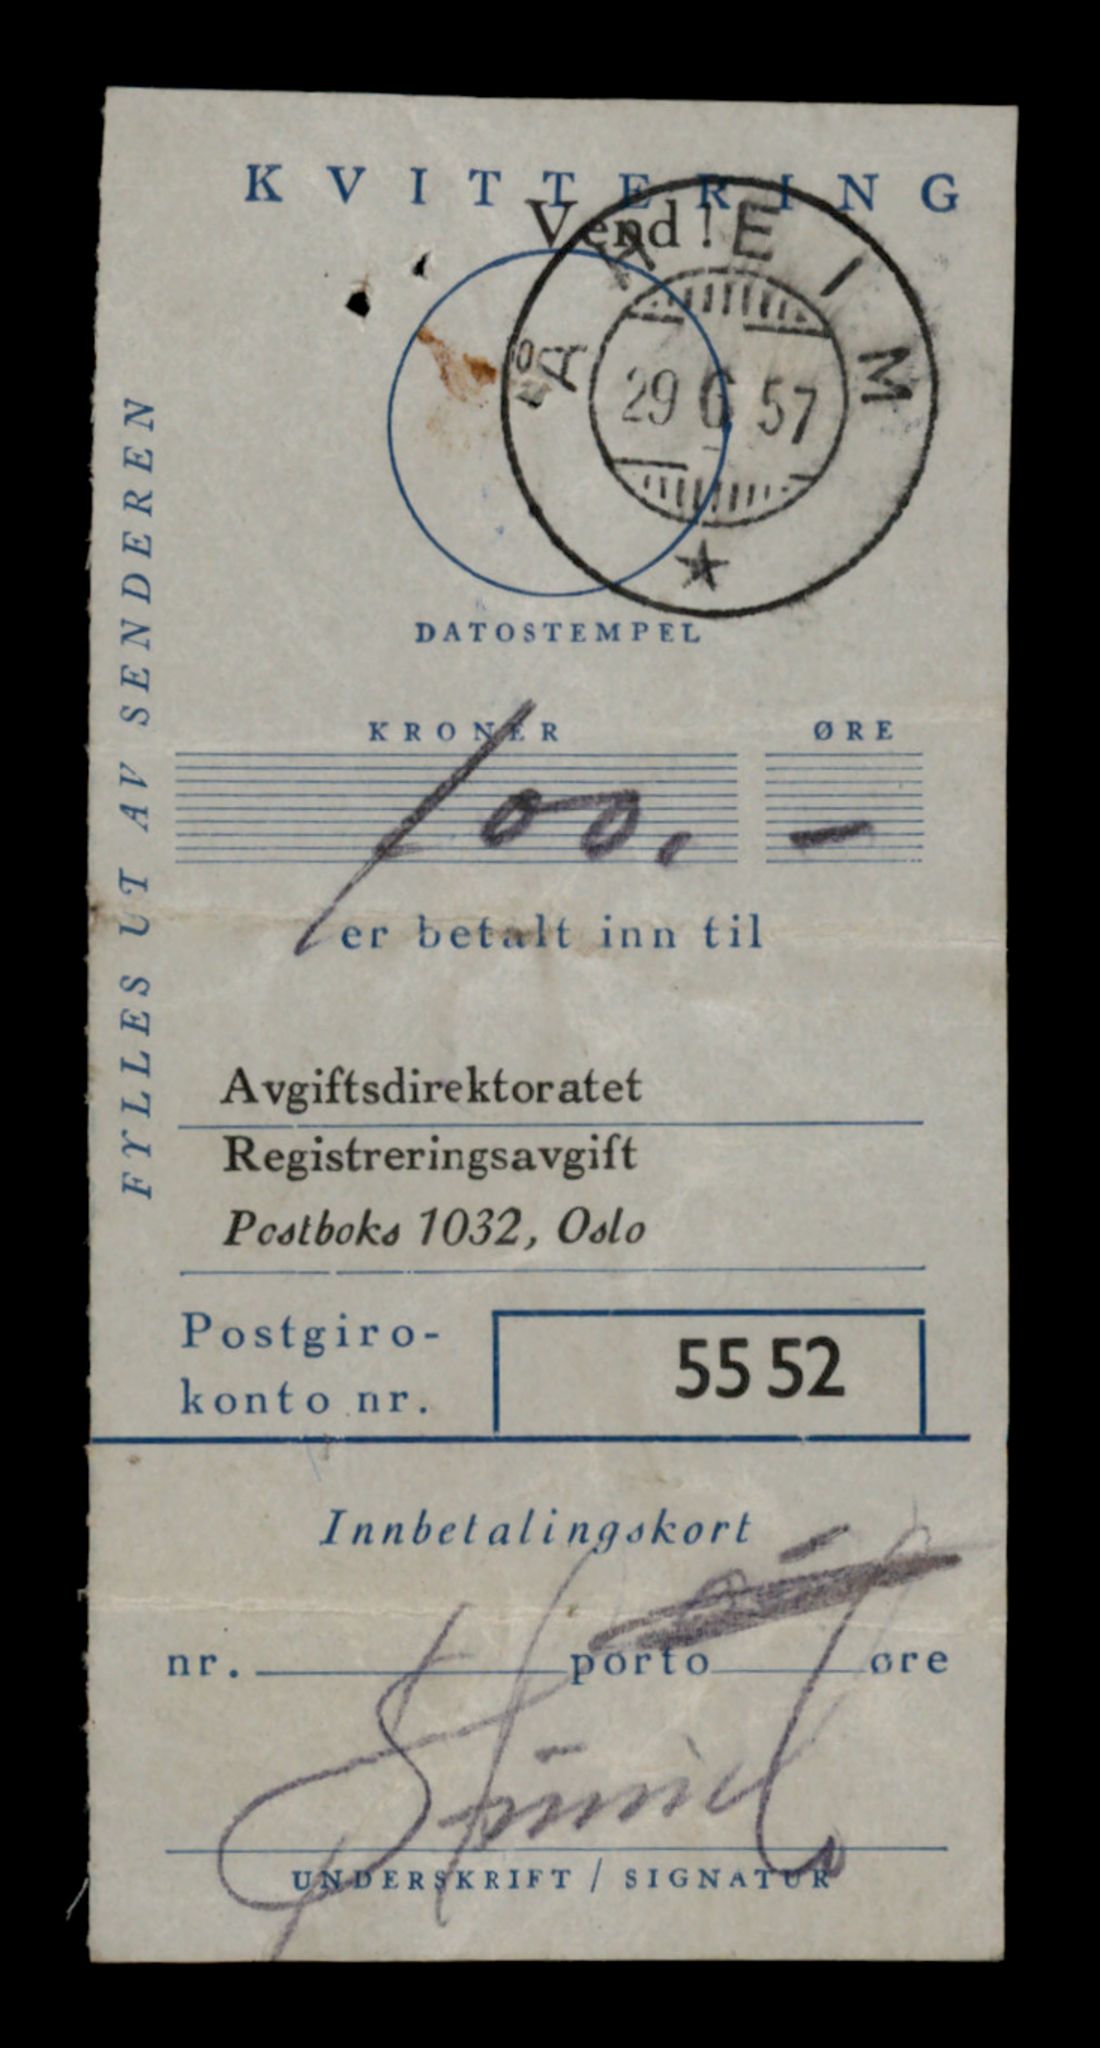 KVITTERING
Vend!
ÅHEIM
29 6 57
DATOSTEMPEL
FYLLES UT AV SENDEREN
KRONER ØRE
100, –
er betalt inn til
Avgiftsdirektoratet
Registreringsavgift
Postboks 1032, Oslo
Postgiro-
konto nr. 55 52
Innbetalingskort
nr. porto øre
UNDERSKRIFT / SIGNATUR